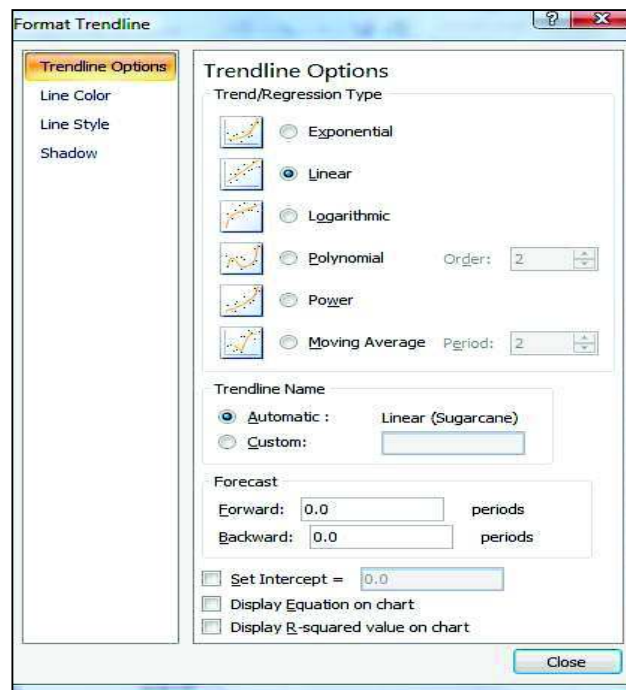 Format Trendline
?
Trendline Options
Line Color
Line Style
Shadow
Trendline Options
Trend/Regression Type
Exponential
Linear
Logarithmic
Polynomial Order: 2
Power
Moving Average Period: 2
Trendline Name
Automatic : Linear (Sugarcane)
Custom:
Forecast
Forward: 0.0 periods
Backward: 0.0 periods
Set Intercept = 0.0
Display Equation on chart
Display R-squared value on chart
Close